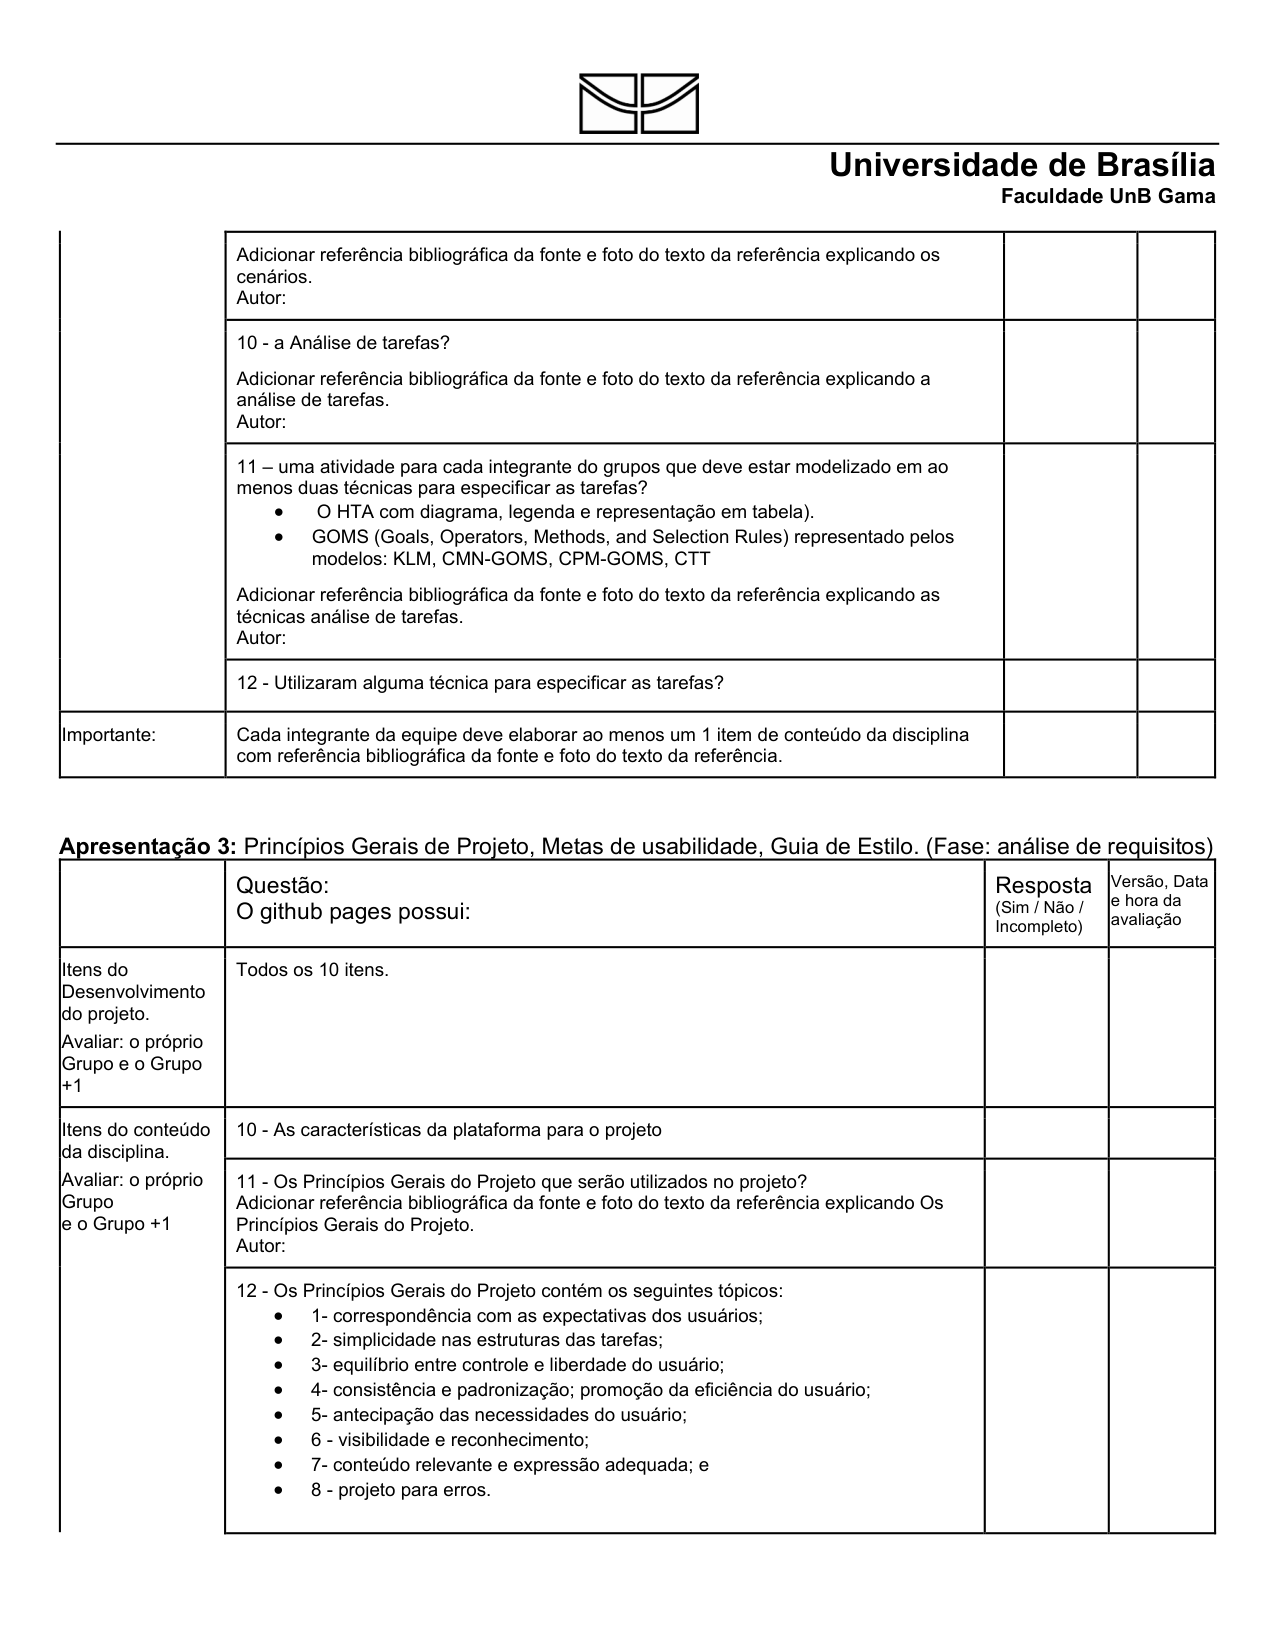 Universidade de Brasília
Faculdade UnB Gama
Adicionar referência bibliográfica da fonte e foto do texto da referência explicando os
cenários.
Autor:
10 - a Análise de tarefas?
Adicionar referência bibliográfica da fonte e foto do texto da referência explicando a
análise de tarefas.
Autor:
11 – uma atividade para cada integrante do grupos que deve estar modelizado em ao
menos duas técnicas para especificar as tarefas?
• O HTA com diagrama, legenda e representação em tabela).
• GOMS (Goals, Operators, Methods, and Selection Rules) representado pelos
modelos: KLM, CMN-GOMS, CPM-GOMS, CTT
Adicionar referência bibliográfica da fonte e foto do texto da referência explicando as
técnicas análise de tarefas.
Autor:
12 - Utilizaram alguma técnica para especificar as tarefas?
Importante:
Cada integrante da equipe deve elaborar ao menos um 1 item de conteúdo da disciplina
com referência bibliográfica da fonte e foto do texto da referência.
Apresentação 3: Princípios Gerais de Projeto, Metas de usabilidade, Guia de Estilo. (Fase: análise de requisitos)
Questão:
O github pages possui:
Resposta
(Sim / Não /
Incompleto)
Versão, Data
e hora da
avaliação
Itens do
Desenvolvimento
do projeto.
Avaliar: o próprio
Grupo e o Grupo
+1
Todos os 10 itens.
Itens do conteúdo
da disciplina.
Avaliar: o próprio
Grupo
e o Grupo +1
10 - As características da plataforma para o projeto
11 - Os Princípios Gerais do Projeto que serão utilizados no projeto?
Adicionar referência bibliográfica da fonte e foto do texto da referência explicando Os
Princípios Gerais do Projeto.
Autor:
12 - Os Princípios Gerais do Projeto contém os seguintes tópicos:
• 1- correspondência com as expectativas dos usuários;
• 2- simplicidade nas estruturas das tarefas;
• 3- equilíbrio entre controle e liberdade do usuário;
• 4- consistência e padronização; promoção da eficiência do usuário;
• 5- antecipação das necessidades do usuário;
• 6 - visibilidade e reconhecimento;
• 7- conteúdo relevante e expressão adequada; e
• 8 - projeto para erros.